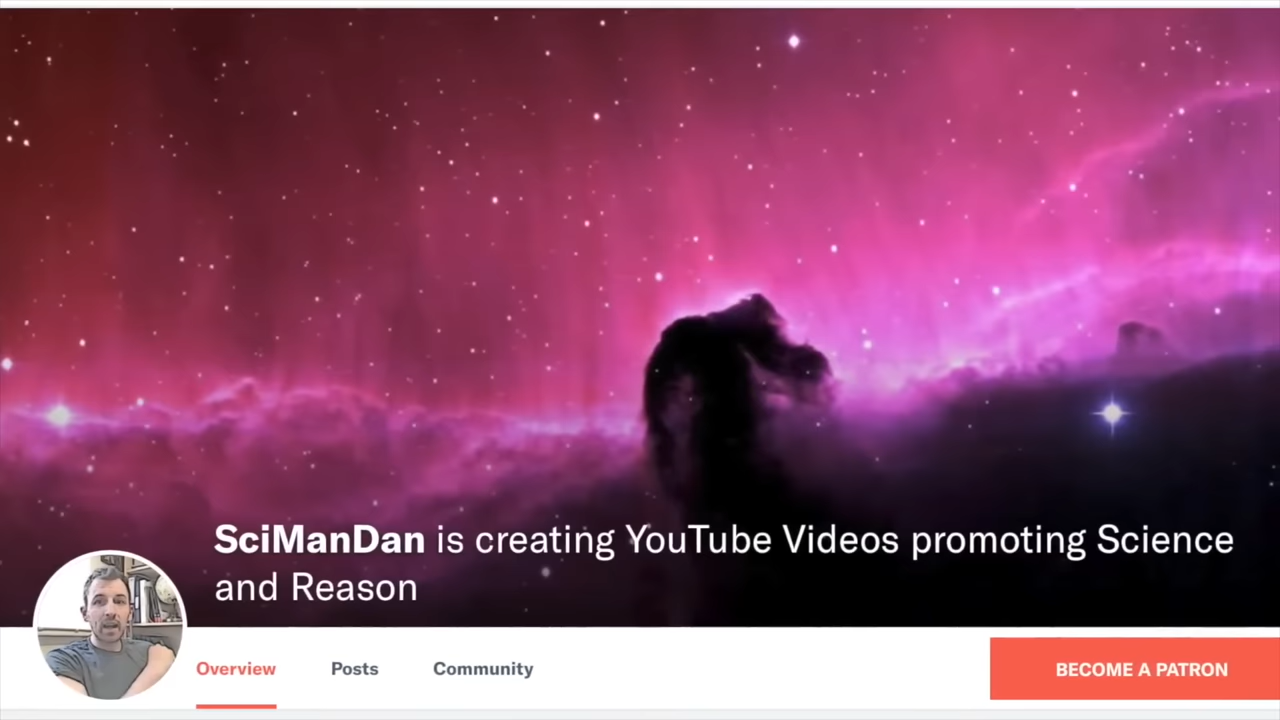 SciManDan is creating YouTube Videos promoting Science
and Reason
Overview Posts Community BECOME A PATRON